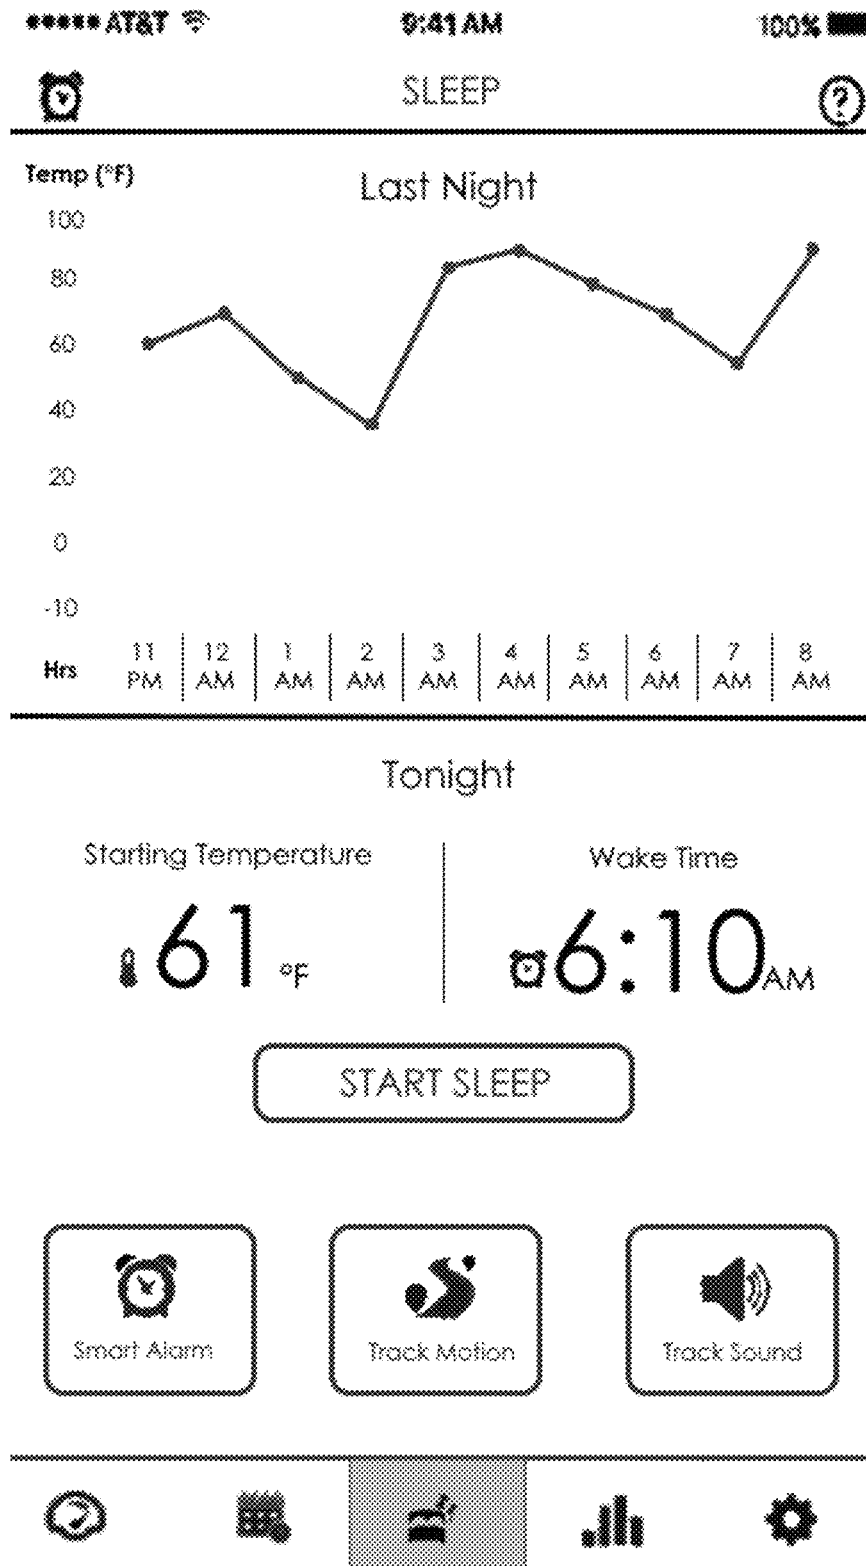 AT&T 9:41 AM 100%
SLEEP ?
Temp (°F) Last Night
100
80
60
40
20
0
-10
Hrs 11 PM 12 AM 1 AM 2 AM 3 AM 4 AM 5 AM 6 AM 7 AM 8 AM
Tonight
Starting Temperature Wake Time
61 °F 6:10 AM
START SLEEP
Smart Alarm Track Motion Track Sound